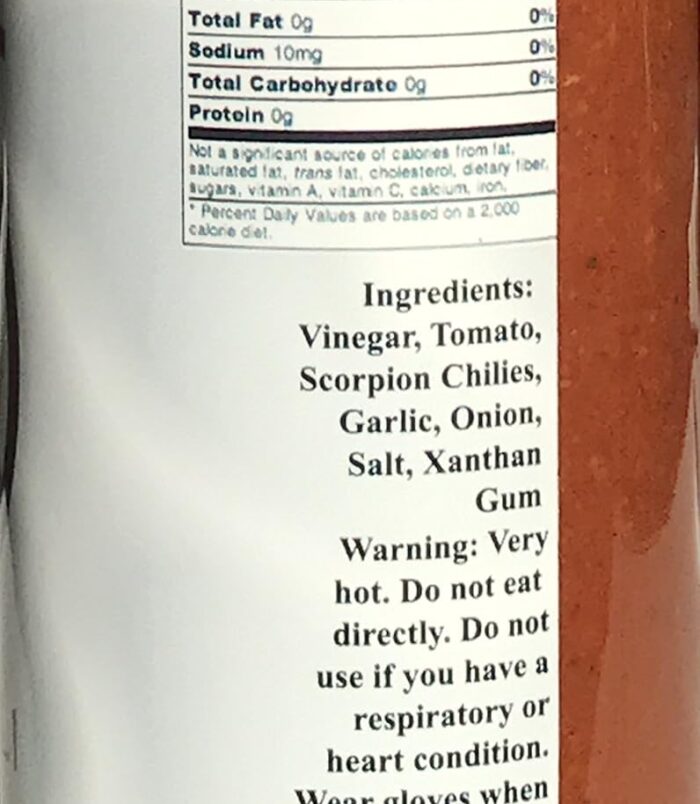 Total Fat 0g 0%
Sodium 10mg 0%
Total Carbohydrate 0g 0%
Protein 0g
Not a significant source of calories from fat,
saturated fat, trans fat, cholesterol, dietary fiber,
sugars, vitamin A, vitamin C, calcium, iron.
* Percent Daily Values are based on a 2,000
calorie diet.
Ingredients:
Vinegar, Tomato,
Scorpion Chilies,
Garlic, Onion,
Salt, Xanthan
Gum
Warning: Very
hot. Do not eat
directly. Do not
use if you have a
respiratory or
heart condition.
Wear gloves when